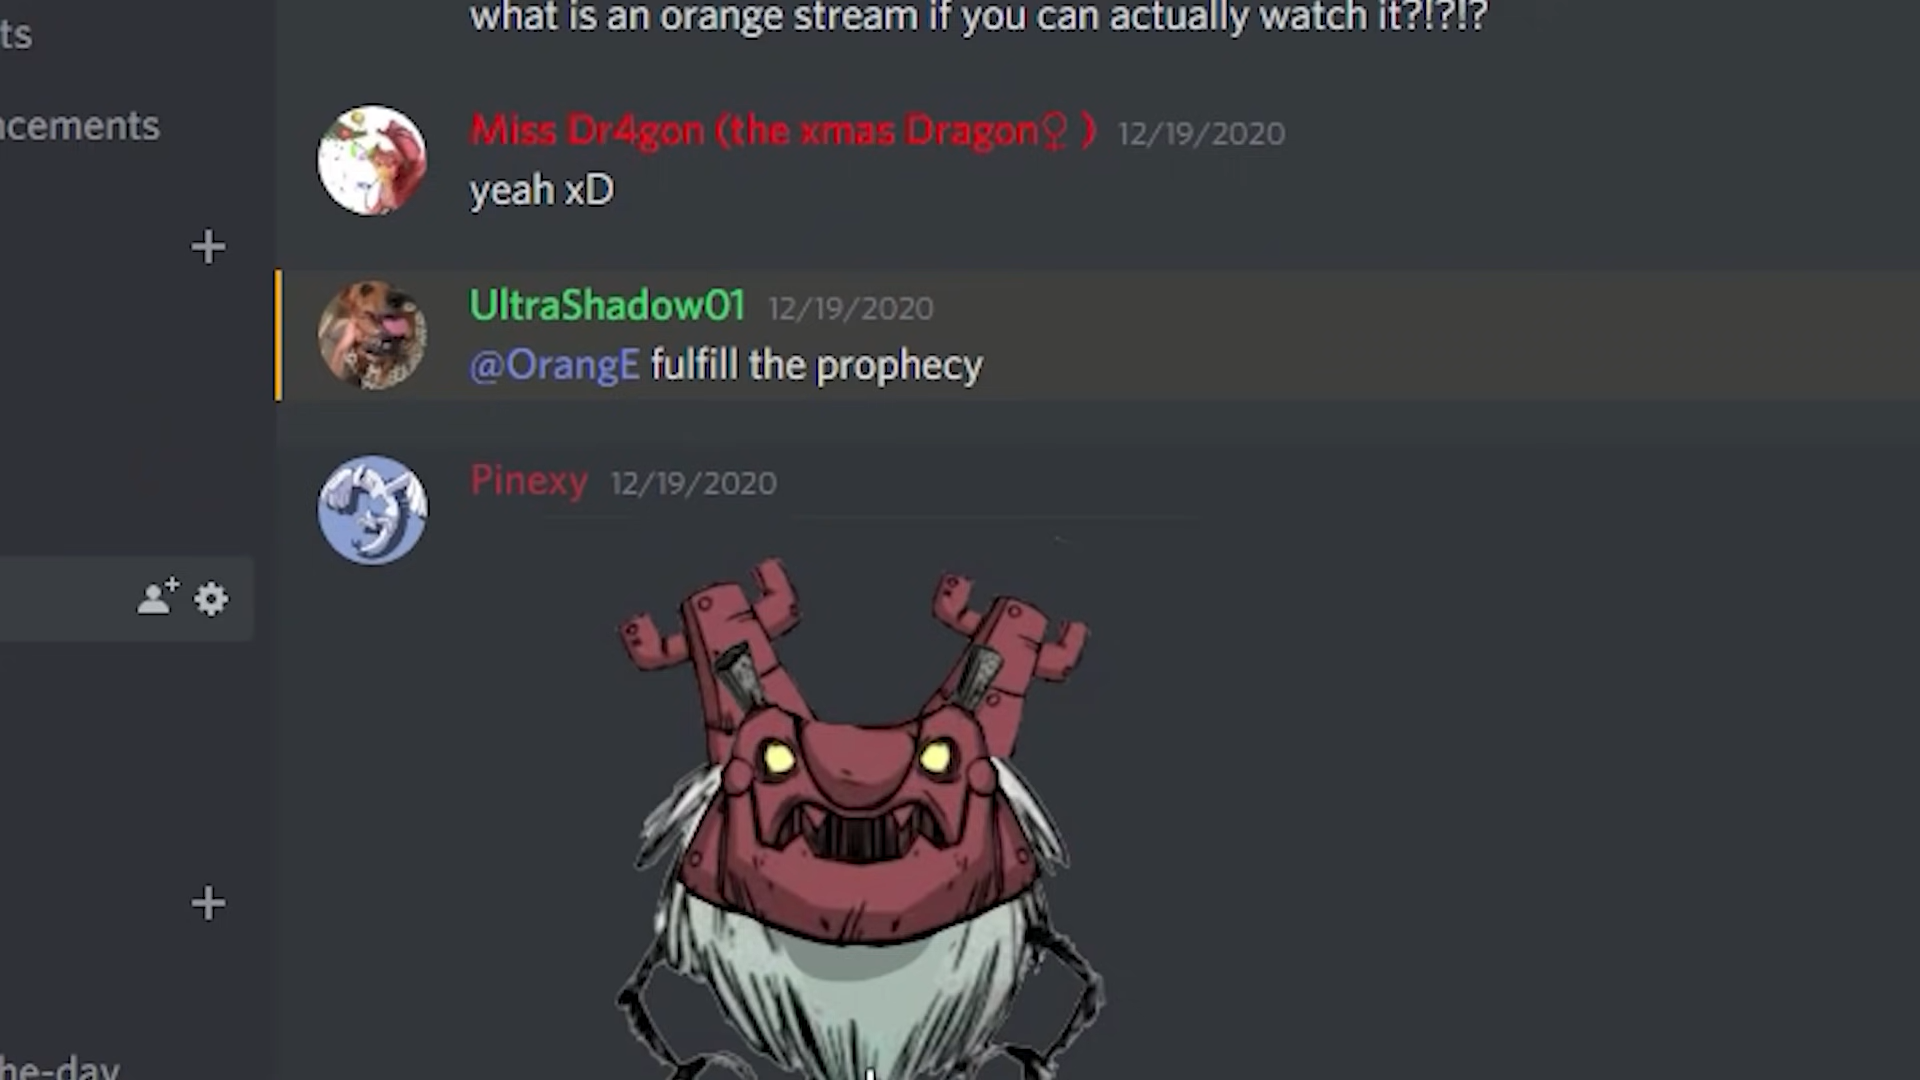 ts
ncements
he-day
what is an orange stream if you can actually watch it?!?!?
Miss Dr4gon (the xmas Dragon♀ ) 12/19/2020
yeah xD
UltraShadow01 12/19/2020
@OrangE fulfill the prophecy
Pinexy 12/19/2020